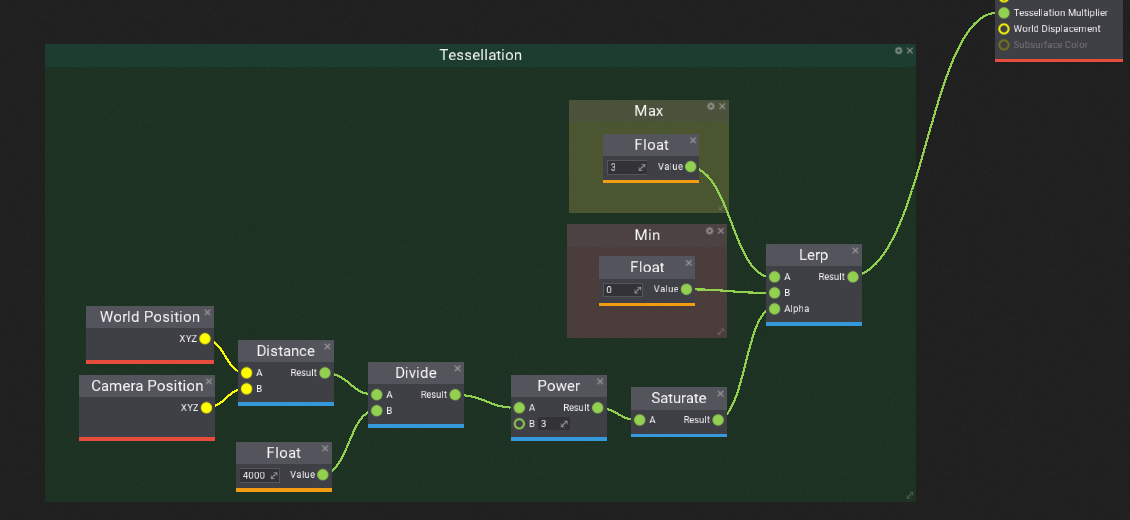 Tessellation Multiplier
World Displacement
Subsurface Color
Tessellation
Max
Float
3 Value
Min
Float
0 Value
Lerp
A Result
B
Alpha
World Position
XYZ
Camera Position
XYZ
Distance
A Result
B
Float
4000 Value
Divide
A Result
B
Power
A Result
B 3
Saturate
A Result